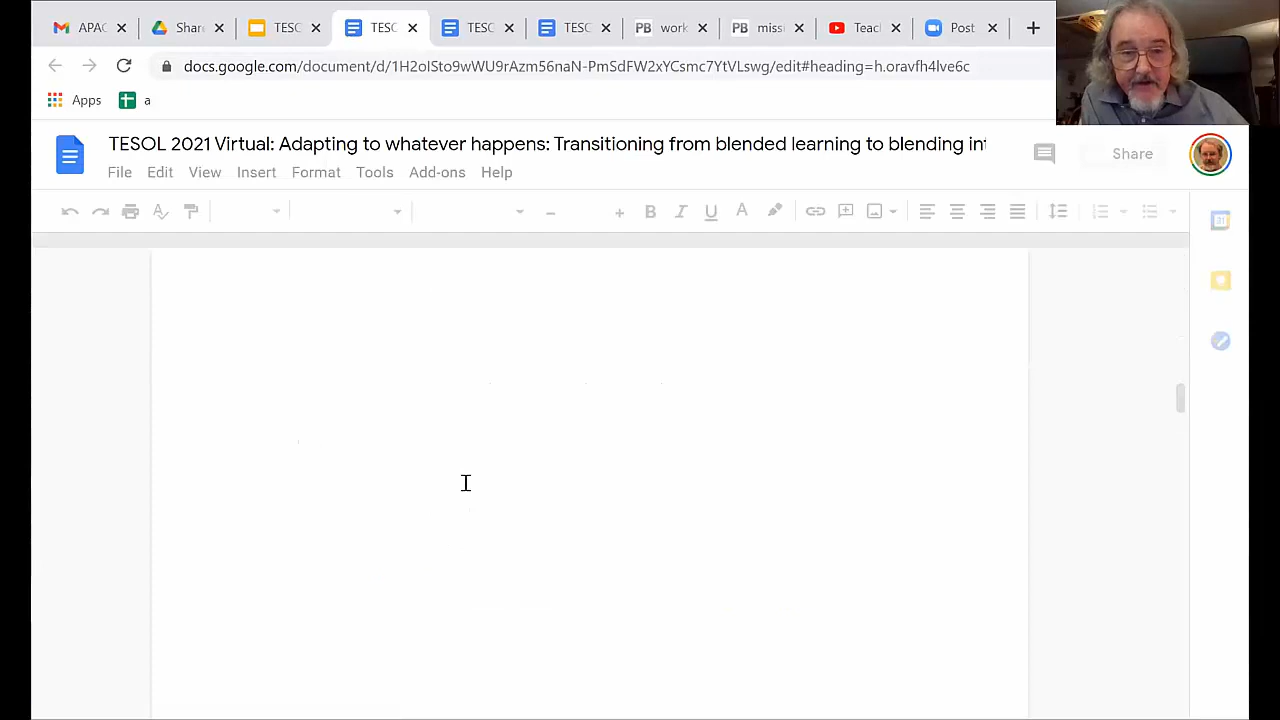 APAC
Share
TESC
TESC
TESC
TESC
PB work
PB missi
Teacl
Post
docs.google.com/document/d/1H2olSto9wWU9rAzm56naN-PmSdFW2xYCsmc7YtVLswg/edit#heading=h.oravfh4lve6c
Apps a
TESOL 2021 Virtual: Adapting to whatever happens: Transitioning from blended learning to blending int
Share
File Edit View Insert Format Tools Add-ons Help
B I U A
31